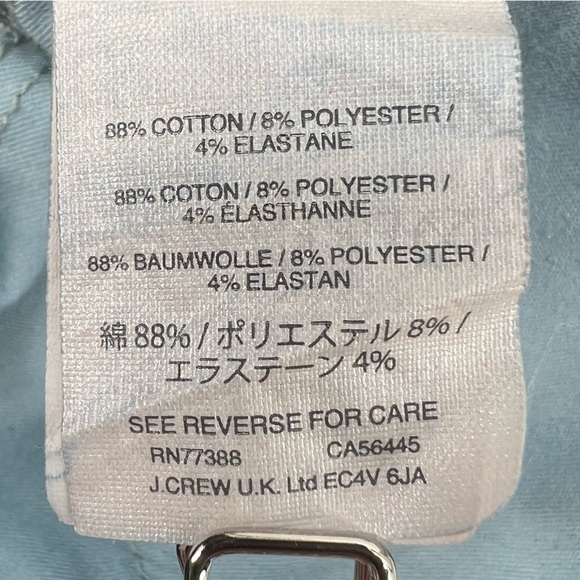 88% COTTON / 8% POLYESTER /
4% ELASTANE
88% COTON / 8% POLYESTER /
4% ÉLASTHANNE
88% BAUMWOLLE / 8% POLYESTER /
4% ELASTAN
綿 88% / ポリエステル 8% /
エラステーン 4%
SEE REVERSE FOR CARE
RN77388 CA56445
J.CREW U.K. Ltd EC4V 6JA